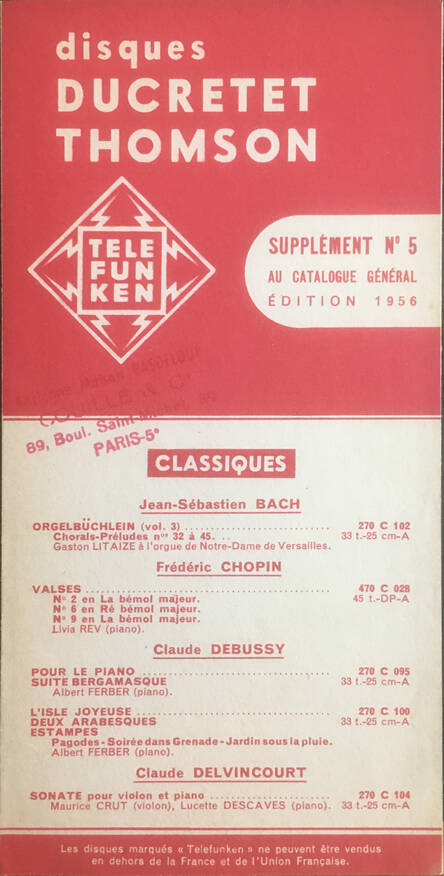 disques
DUCRETET
THOMSON
TELE
FUN
KEN
SUPPLÉMENT N° 5
AU CATALOGUE GÉNÉRAL
ÉDITION 1956
Maison
89, Boul. Saint-Michel, 89
PARIS-5e
CLASSIQUES
Jean-Sébastien BACH
ORGELBÜCHLEIN (vol. 3) ........................ 270 C 102
Chorals-Préludes nos 32 à 45. .. 33 t.-25 cm-A
Gaston LITAIZE à l'orgue de Notre-Dame de Versailles.
Frédéric CHOPIN
VALSES ........................ 470 C 028
N° 2 en La bémol majeur. 45 t.-DP-A
N° 6 en Ré bémol majeur.
N° 9 en La bémol majeur.
Livia REV (piano).
Claude DEBUSSY
POUR LE PIANO ........................ 270 C 095
SUITE BERGAMASQUE 33 t.-25 cm-A
Albert FERBER (piano).
L'ISLE JOYEUSE ........................ 270 C 100
DEUX ARABESQUES 33 t.-25 cm-A
ESTAMPES
Pagodes - Soirée dans Grenade - Jardin sous la pluie.
Albert FERBER (piano).
Claude DELVINCOURT
SONATE pour violon et piano ........................ 270 C 104
Maurice CRUT (violon), Lucette DESCAVES (piano). 33 t.-25 cm-A
Les disques marqués « Telefunken » ne peuvent être vendus
en dehors de la France et de l'Union Française.